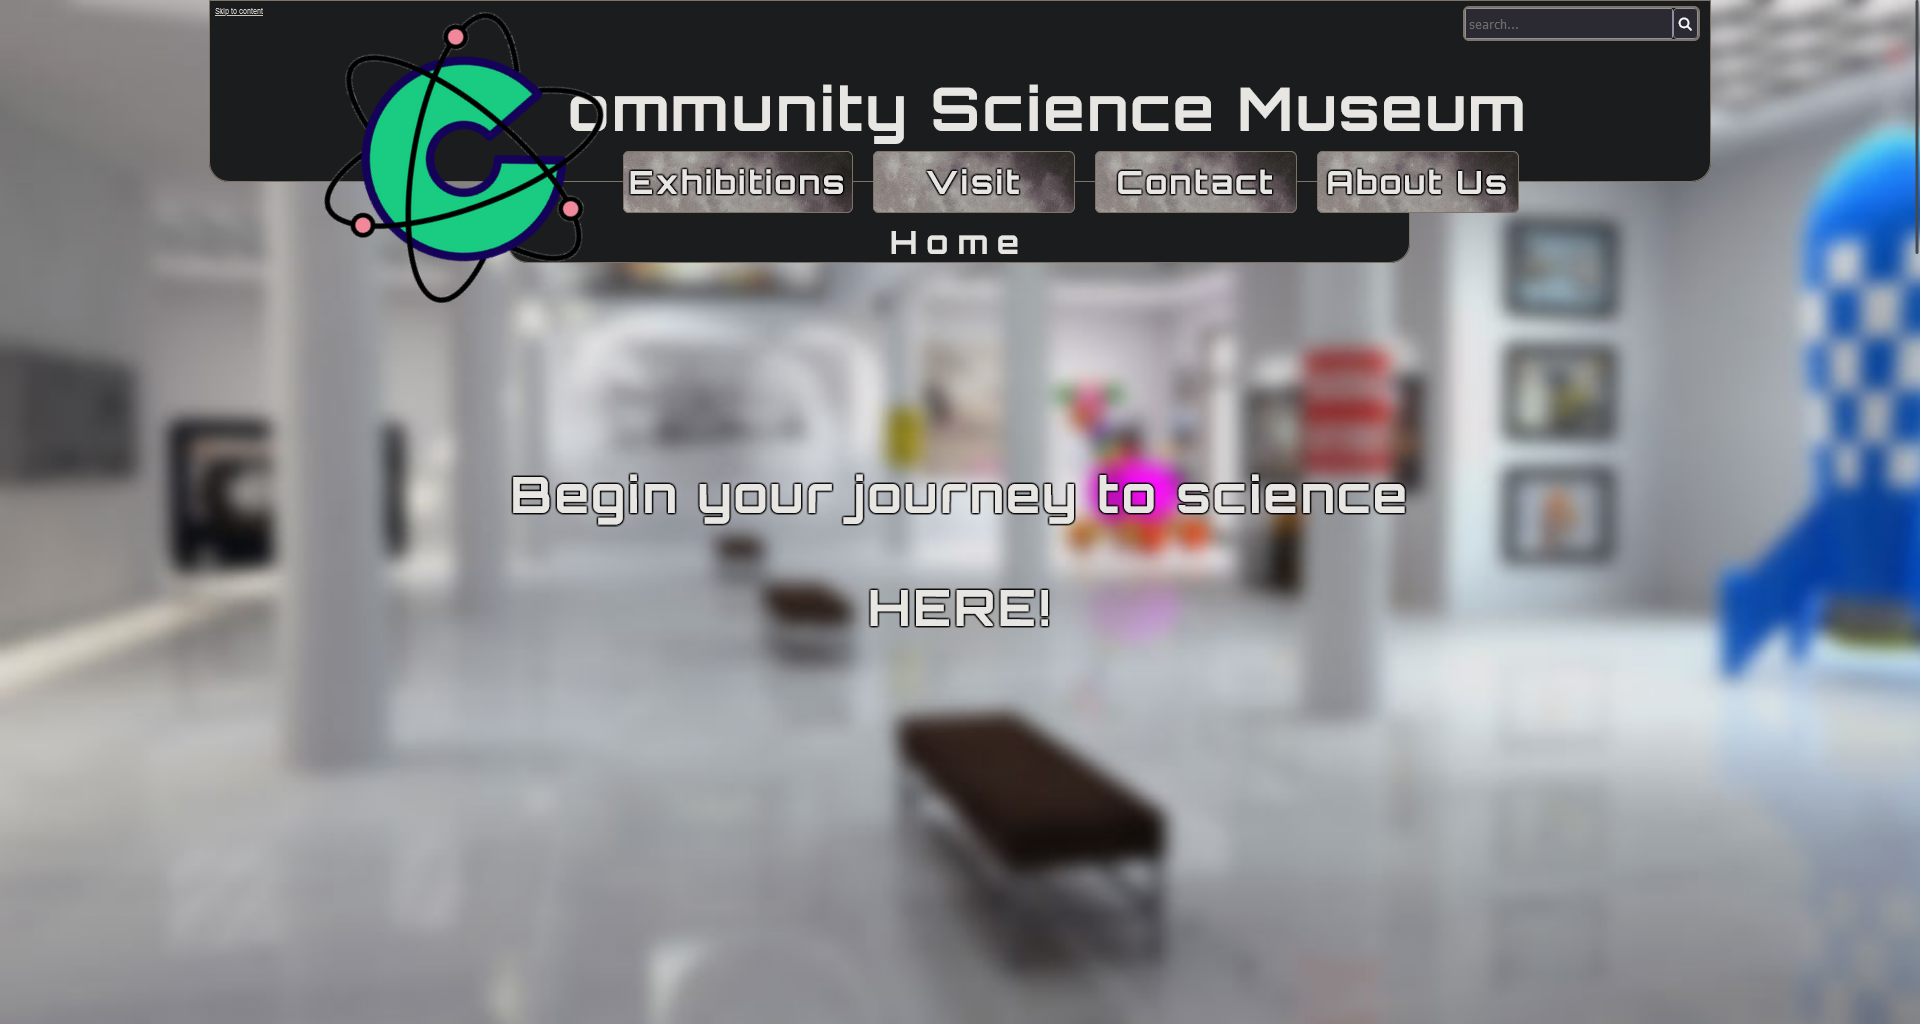 Skip to content
search...
Community Science Museum
Exhibitions
Visit
Contact
About Us
Home
Begin your journey to science
HERE!